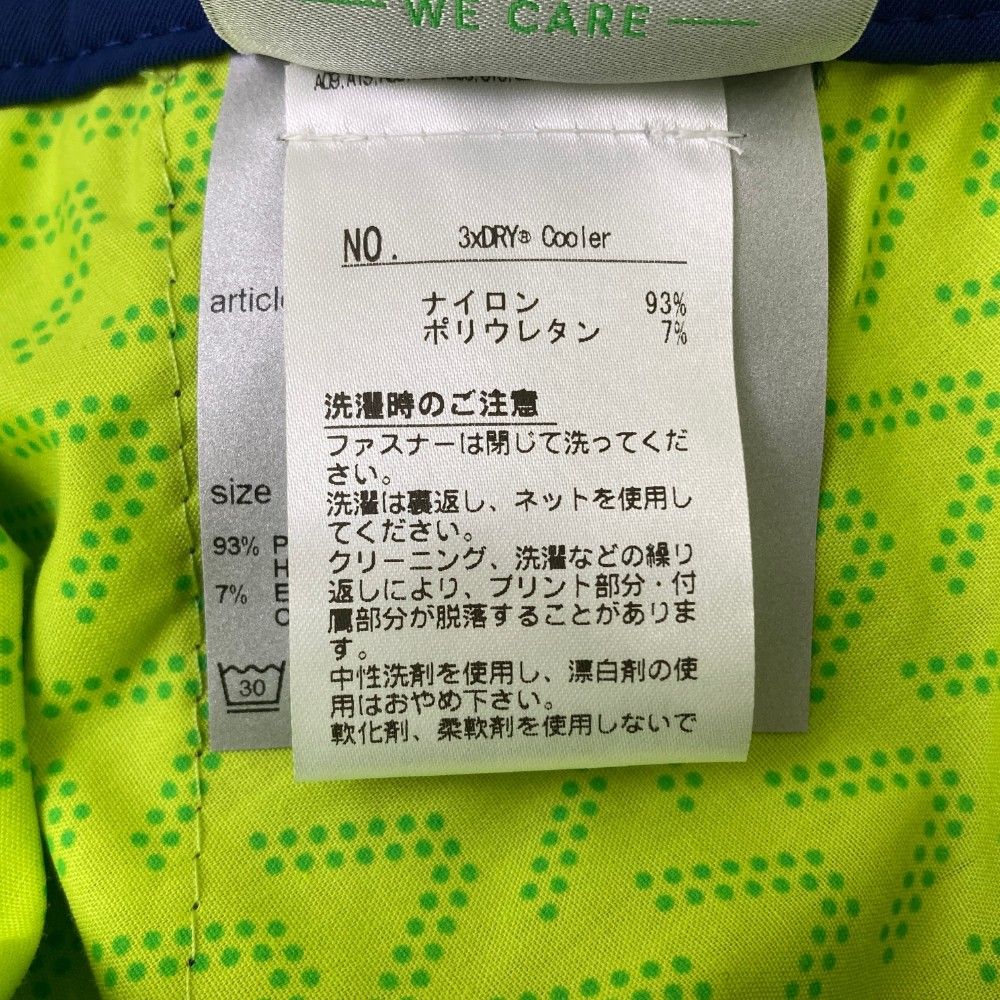 WE CARE
NO. 3xDRY® Cooler
ナイロン 93%
ポリウレタン 7%
洗濯時のご注意
ファスナーは閉じて洗ってくだ
さい。
洗濯は裏返し、ネットを使用し
てください。
クリーニング、洗濯などの繰り
返しにより、プリント部分・付
属部分が脱落することがありま
す。
中性洗剤を使用し、漂白剤の使
用はおやめ下さい。
軟化剤、柔軟剤を使用しないで
size
93%
7%
30